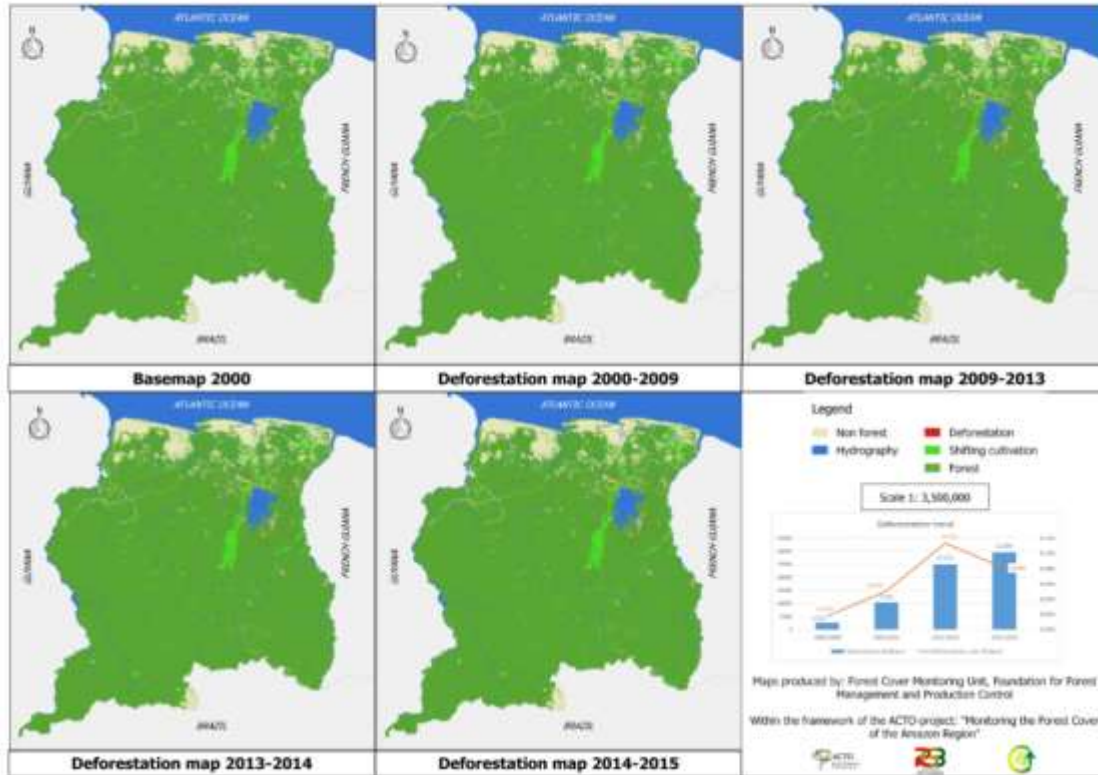 N
ATLANTIC OCEAN
GUYANA
FRENCH GUIANA
BRAZIL
Basemap 2000
N
ATLANTIC OCEAN
GUYANA
FRENCH GUIANA
BRAZIL
Deforestation map 2000-2009
N
ATLANTIC OCEAN
GUYANA
FRENCH GUIANA
BRAZIL
Deforestation map 2009-2013
N
ATLANTIC OCEAN
GUYANA
FRENCH GUIANA
BRAZIL
Deforestation map 2013-2014
N
ATLANTIC OCEAN
GUYANA
FRENCH GUIANA
BRAZIL
Deforestation map 2014-2015
Legend
Non forest
Deforestation
Hydrography
Shifting cultivation
Forest
Scale 1: 3,500,000
Deforestation trend
Maps produced by: Forest Cover Monitoring Unit, Foundation for Forest
Management and Production Control
Within the framework of the ACTO-project: "Monitoring the Forest Cover
of the Amazon Region"
ACTO